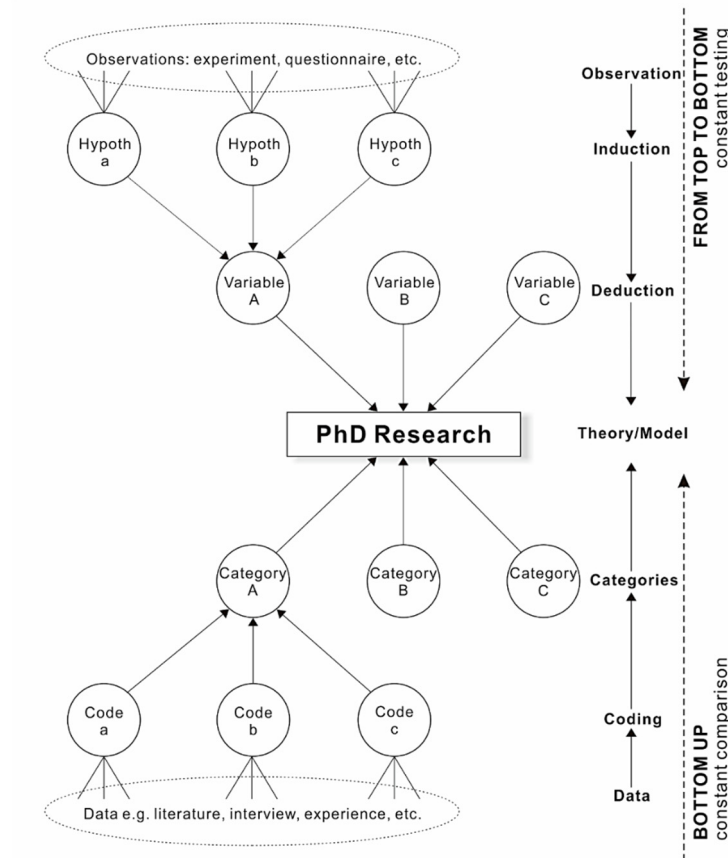 Observations: experiment, questionnaire, etc.
Hypoth
a
Hypoth
b
Hypoth
c
Variable
A
Variable
B
Variable
C
PhD Research
Category
A
Category
B
Category
C
Code
a
Code
b
Code
c
Data e.g. literature, interview, experience, etc.
Observation
Induction
Deduction
Theory/Model
Categories
Coding
Data
FROM TOP TO BOTTOM
constant testing
BOTTOM UP
constant comparison